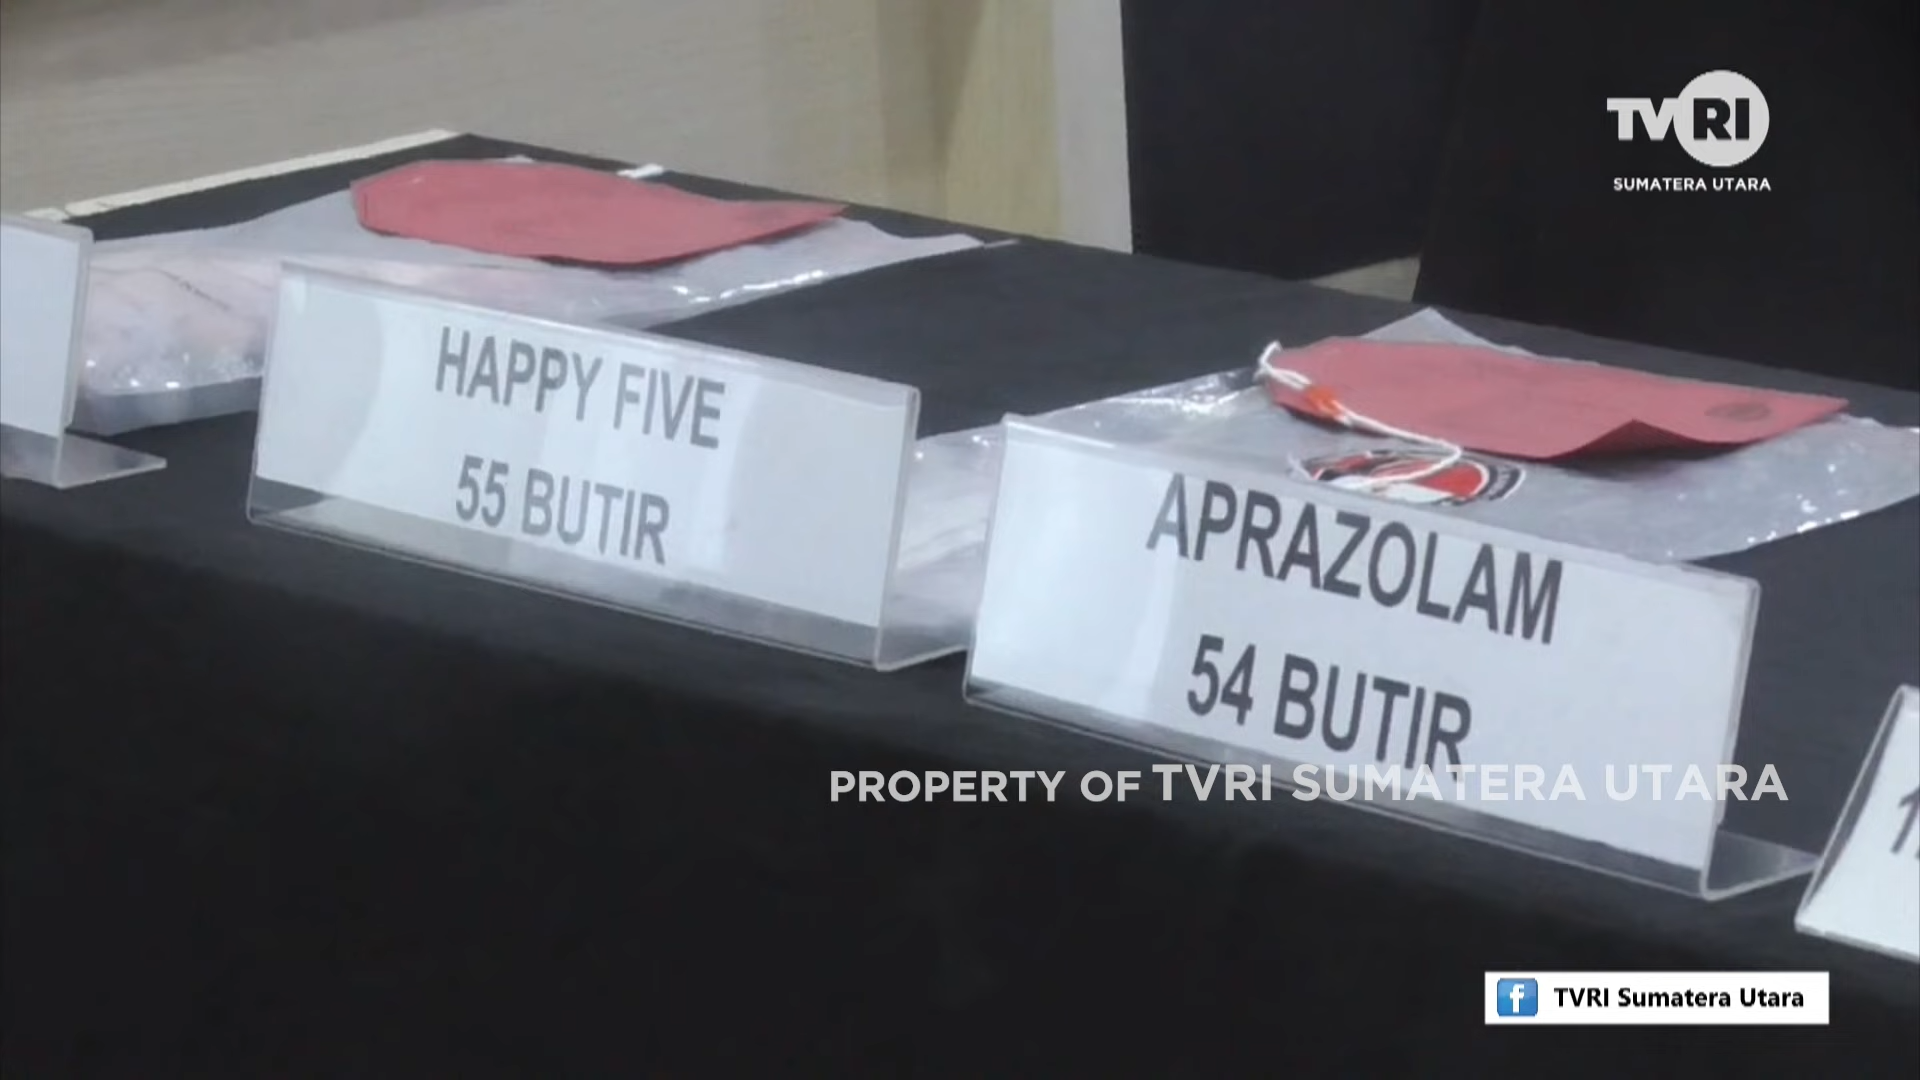 TVRI
SUMATERA UTARA
HAPPY FIVE
55 BUTIR
APRAZOLAM
54 BUTIR
PROPERTY OF TVRI SUMATERA UTARA
f TVRI Sumatera Utara